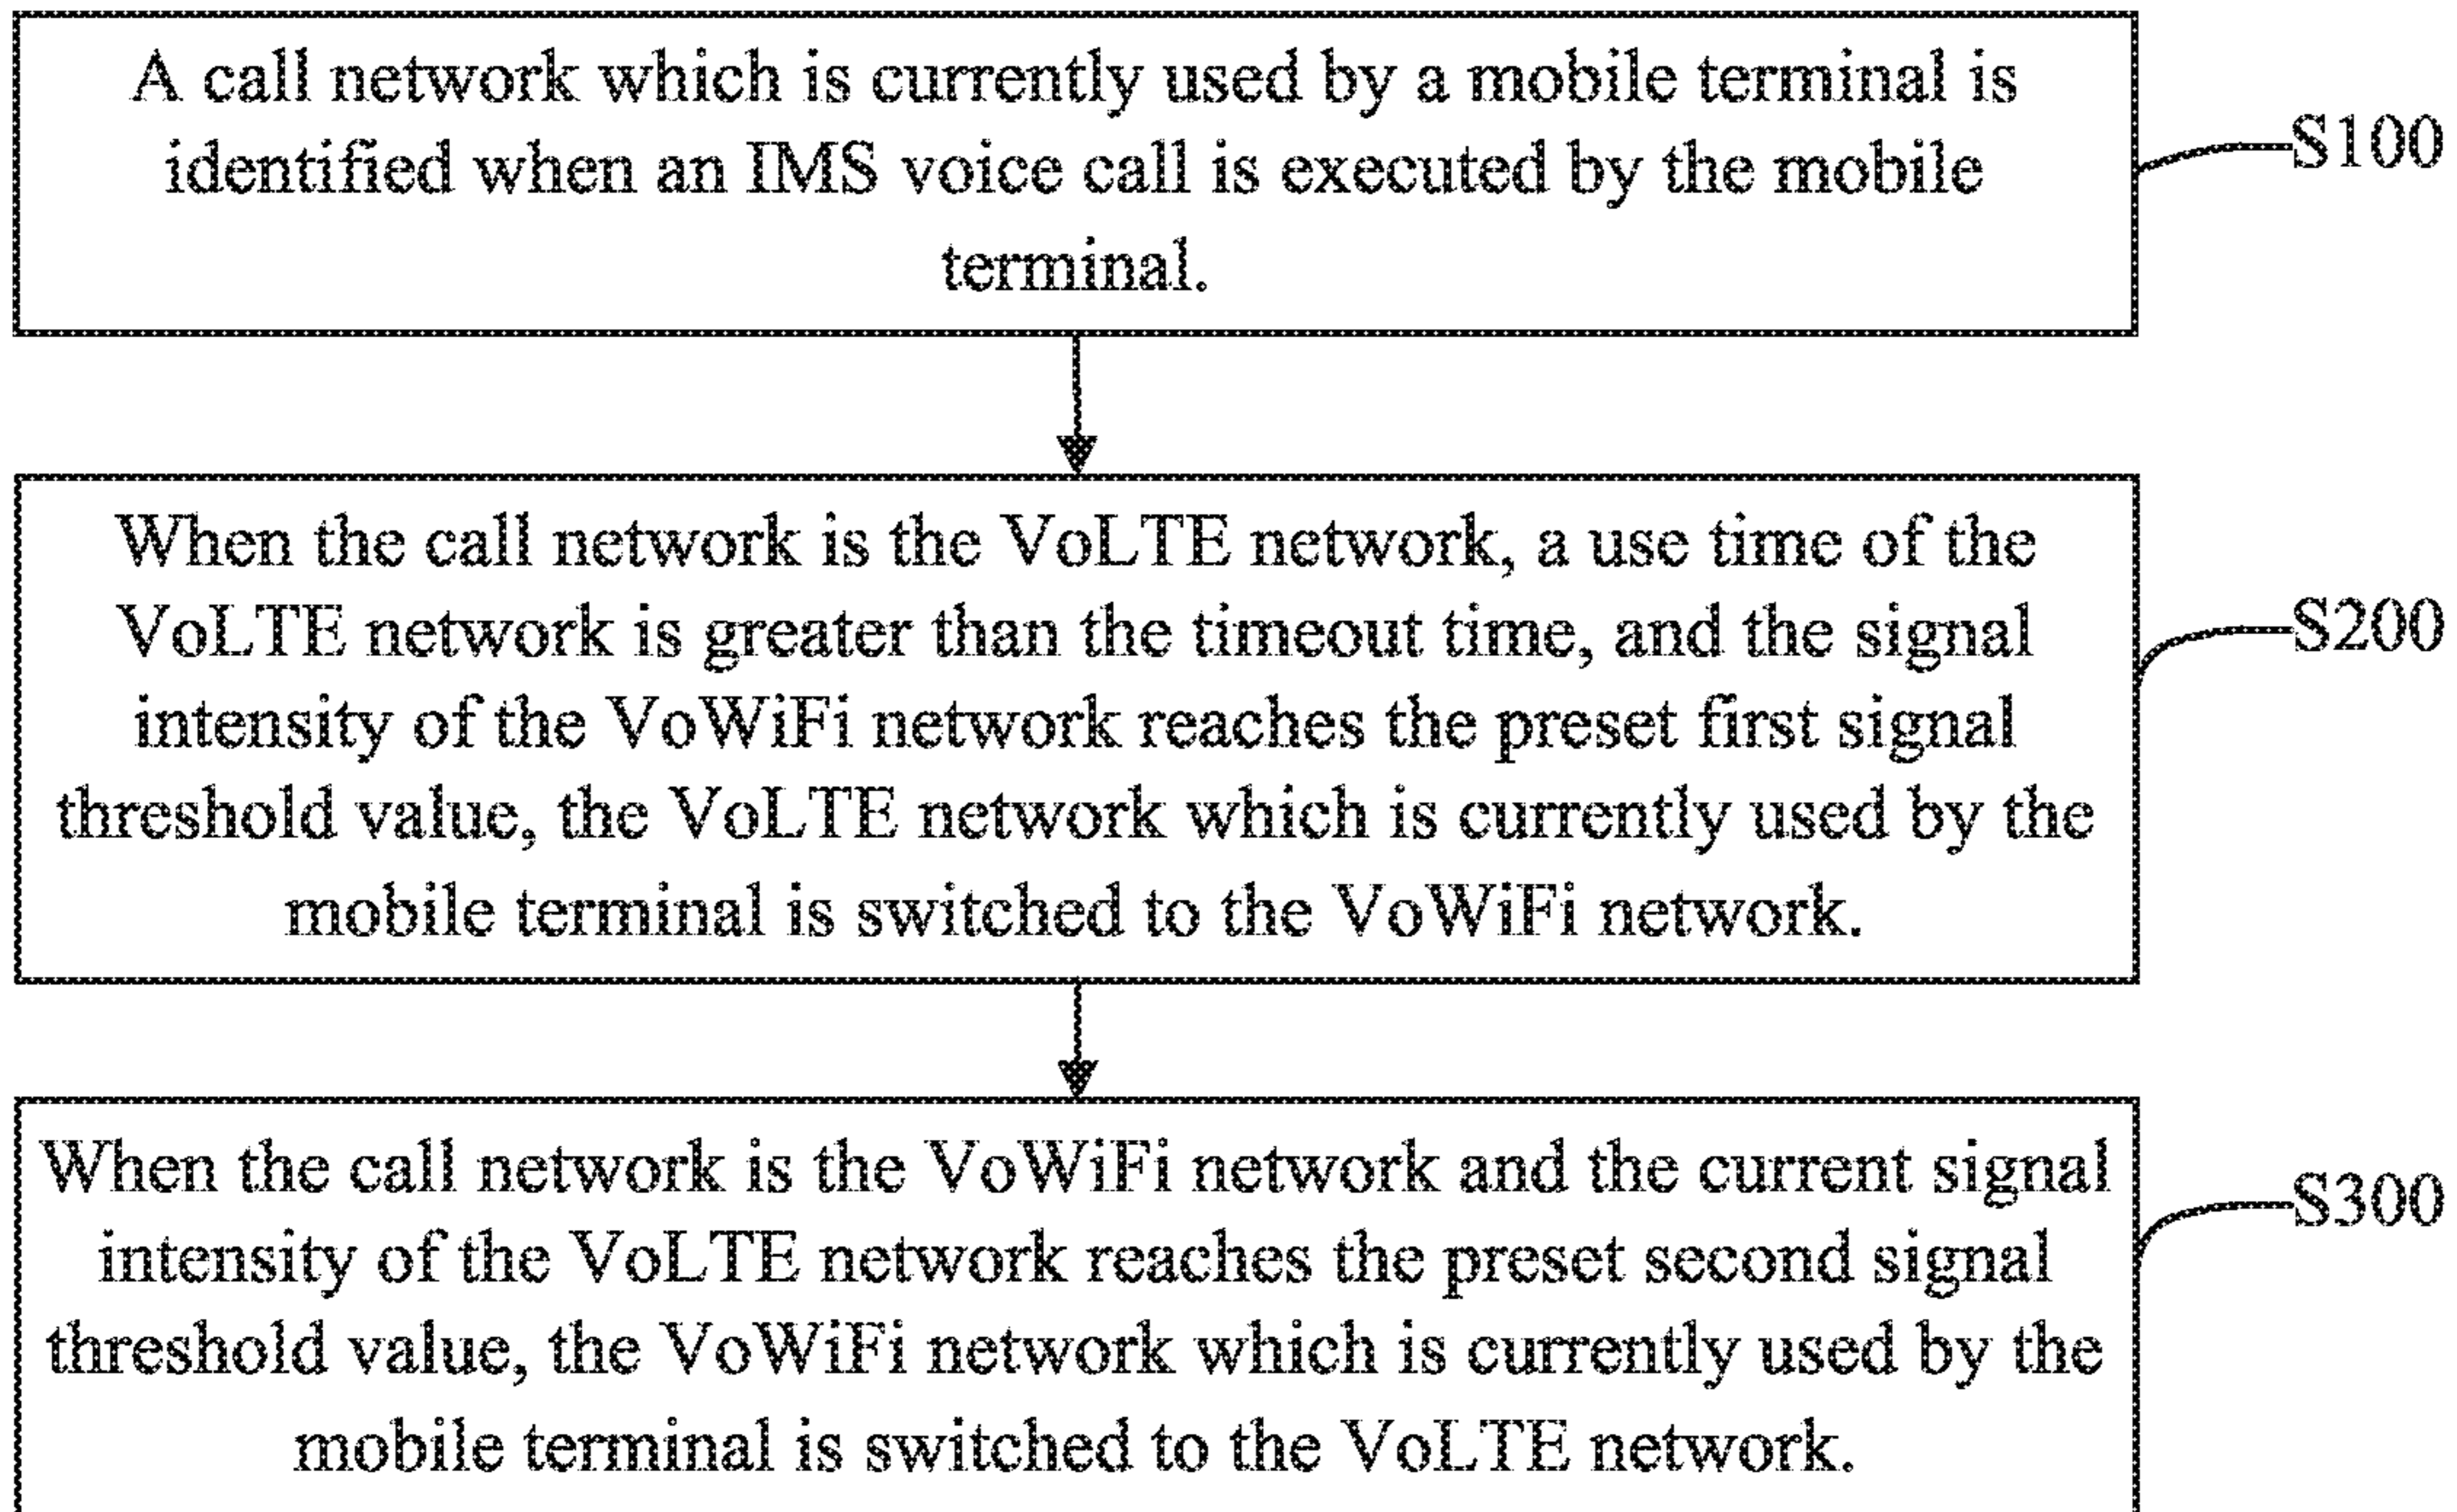 A call network which is currently used by a mobile terminal is
identified when an IMS voice call is executed by the mobile
terminal.
S100
When the call network is the VoLTE network, a use time of the
VoLTE network is greater than the timeout time, and the signal
intensity of the VoWiFi network reaches the preset first signal
threshold value, the VoLTE network which is currently used by the
mobile terminal is switched to the VoWiFi network.
S200
When the call network is the VoWiFi network and the current signal
intensity of the VoLTE network reaches the preset second signal
threshold value, the VoWiFi network which is currently used by the
mobile terminal is switched to the VoLTE network.
S300